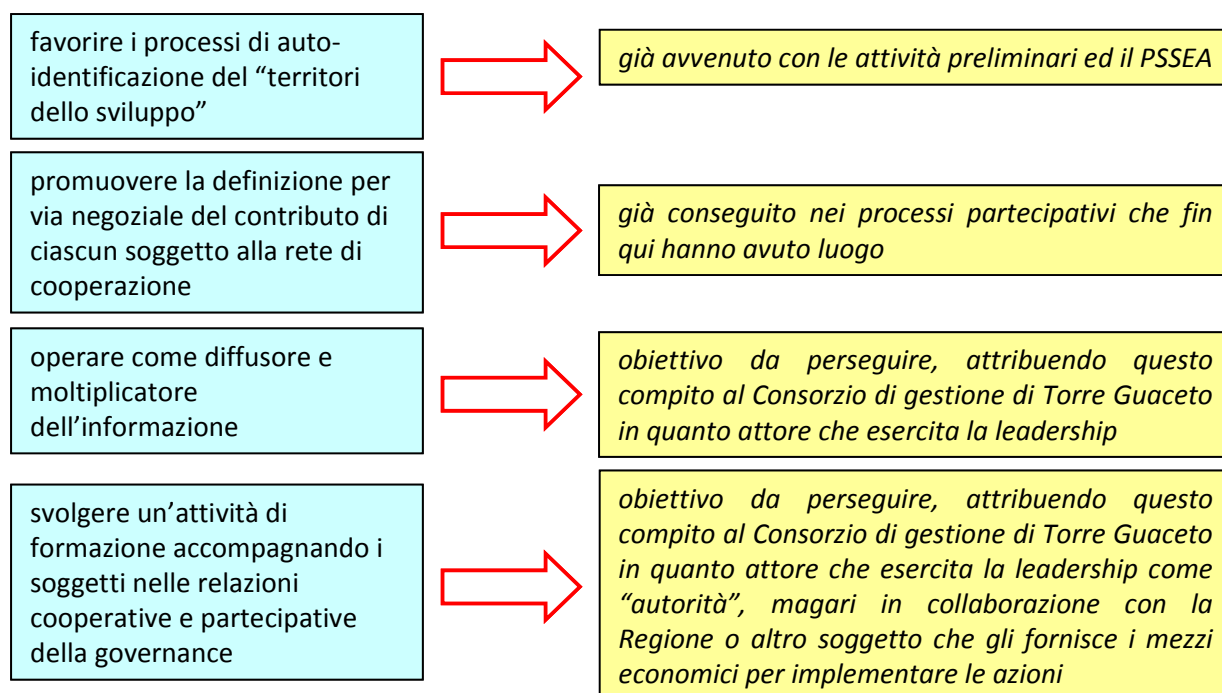 favorire i processi di auto-
identificazione del “territori
dello sviluppo”
già avvenuto con le attività preliminari ed il PSSEA
promuovere la definizione per
via negoziale del contributo di
ciascun soggetto alla rete di
cooperazione
già conseguito nei processi partecipativi che fin
qui hanno avuto luogo
operare come diffusore e
moltiplicatore
dell’informazione
obiettivo da perseguire, attribuendo questo
compito al Consorzio di gestione di Torre Guaceto
in quanto attore che esercita la leadership
svolgere un’attività di
formazione accompagnando i
soggetti nelle relazioni
cooperative e partecipative
della governance
obiettivo da perseguire, attribuendo questo
compito al Consorzio di gestione di Torre Guaceto
in quanto attore che esercita la leadership come
“autorità”, magari in collaborazione con la
Regione o altro soggetto che gli fornisce i mezzi
economici per implementare le azioni